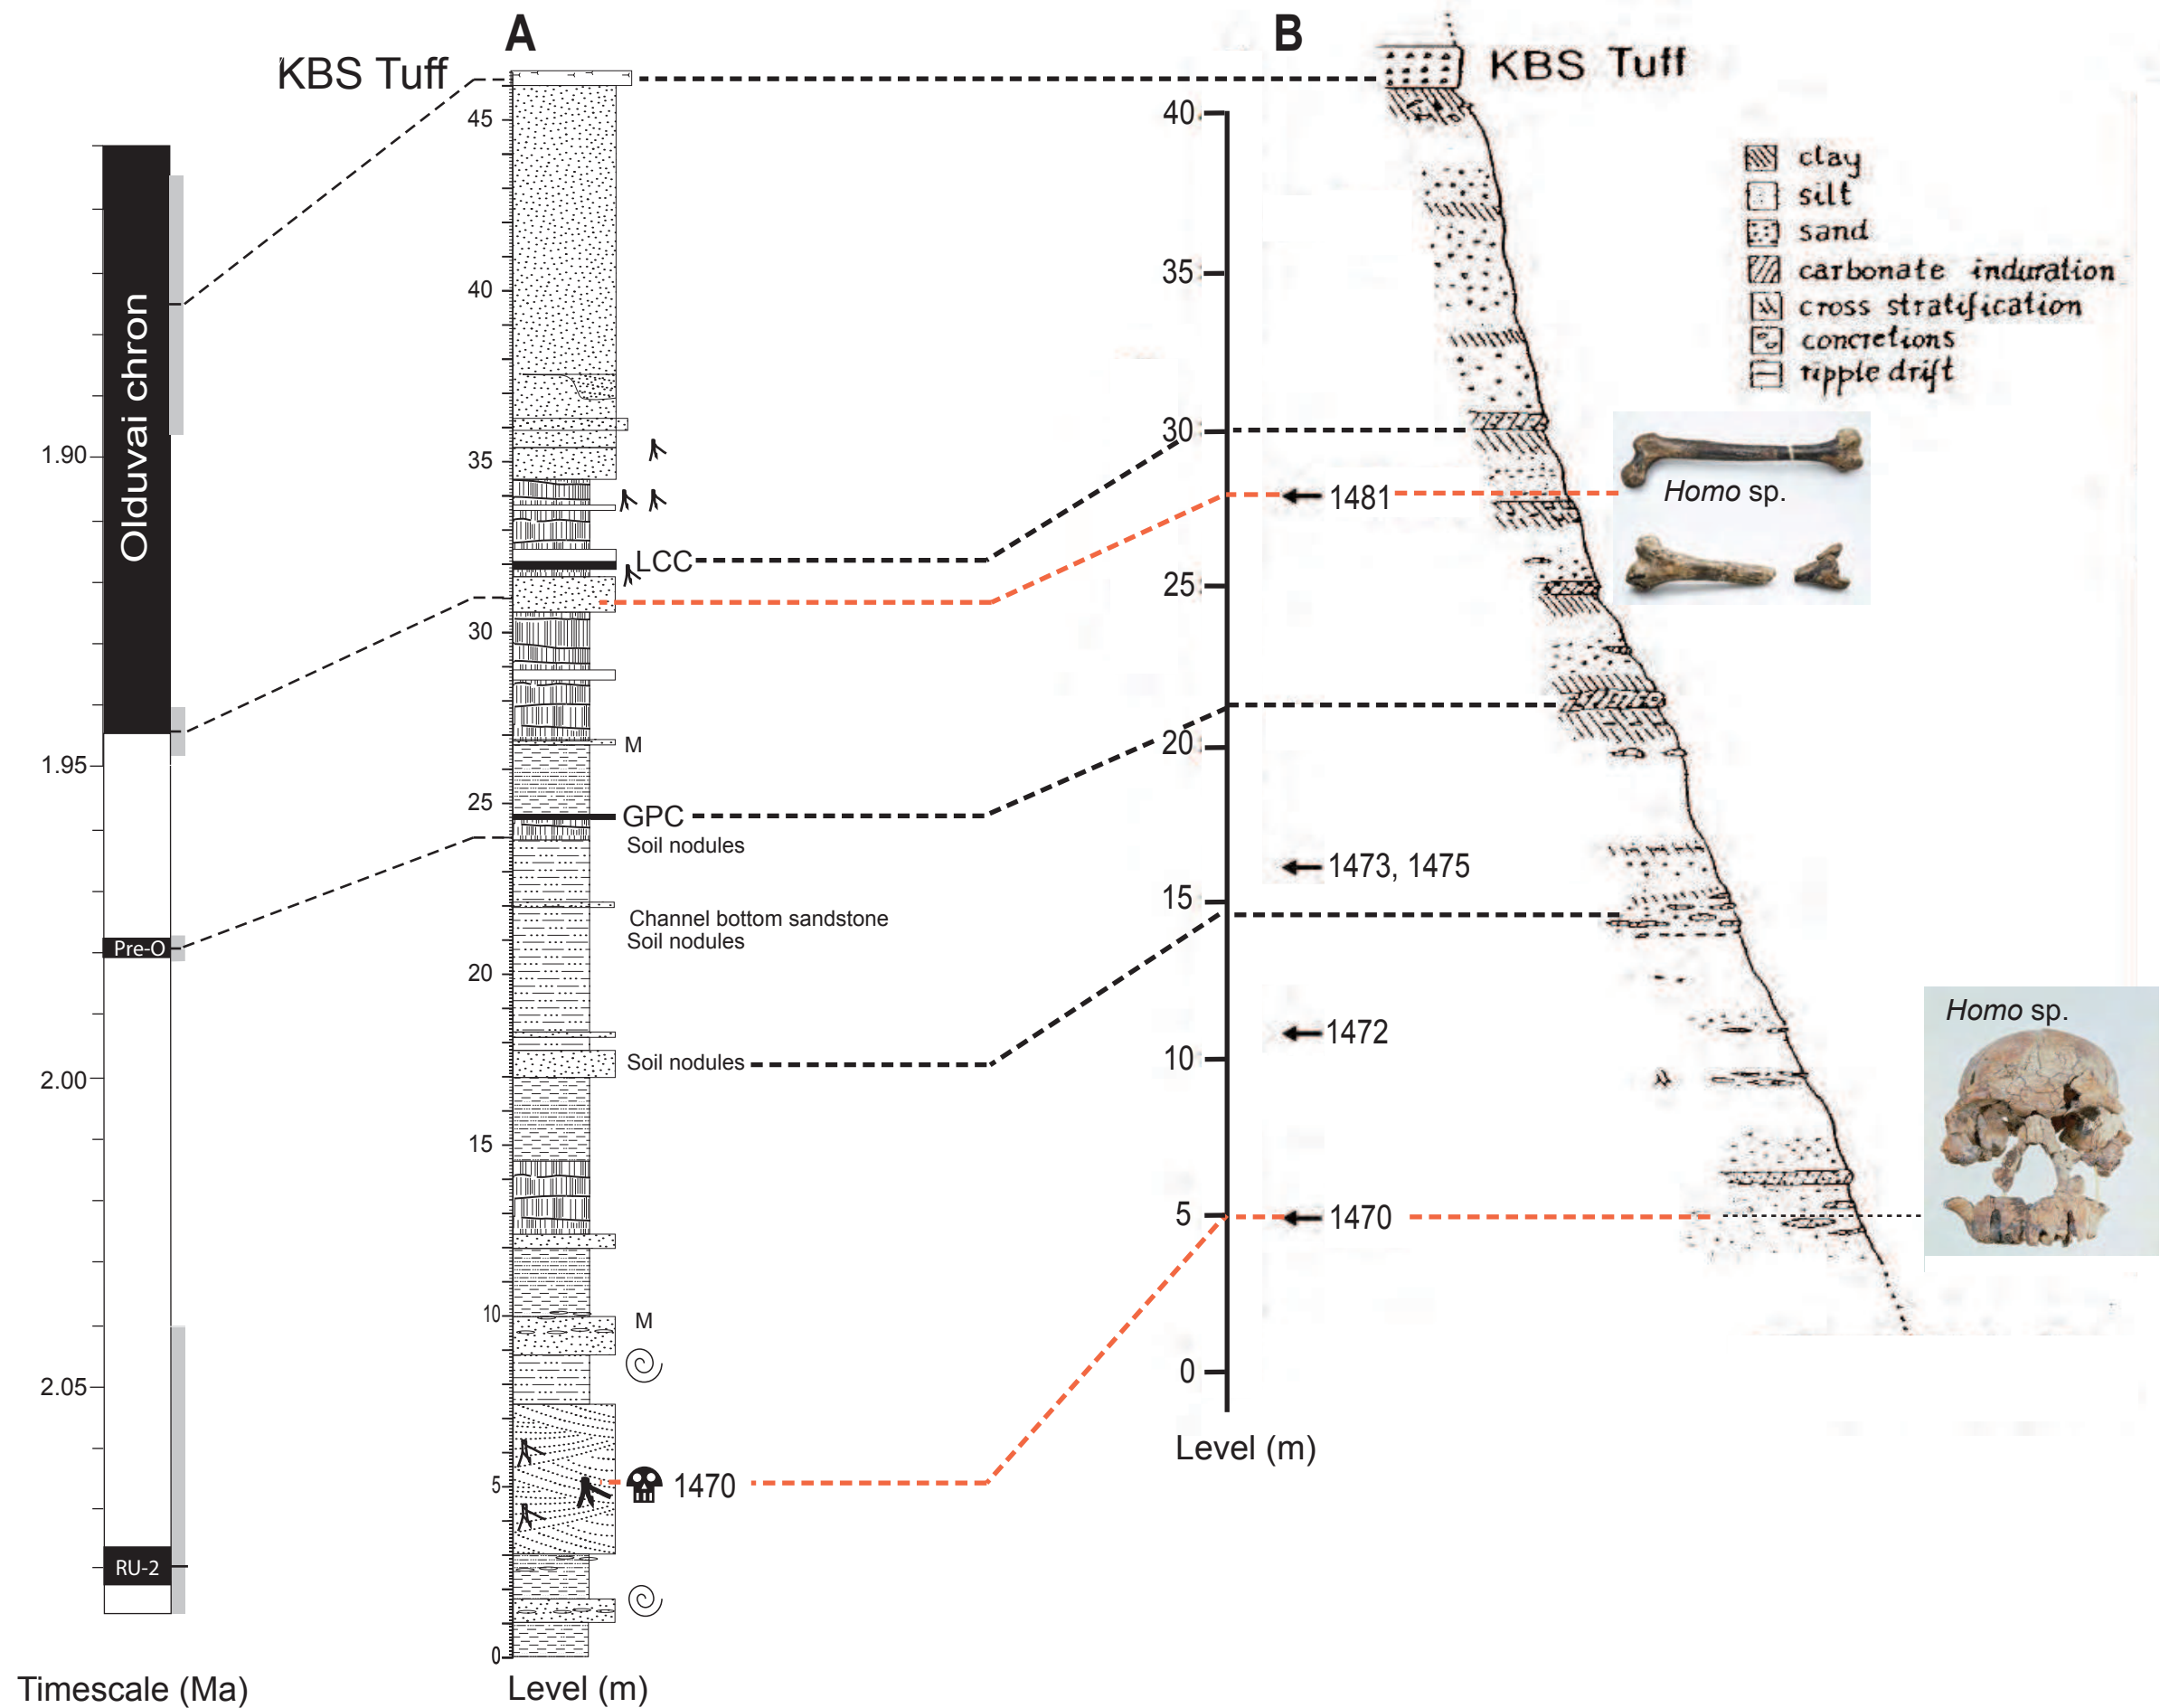 A
B
KBS Tuff
KBS Tuff
Olduvai chron
Pre-O
RU-2
1.90
1.95
2.00
2.05
Timescale (Ma)
45
40
35
30
25
20
15
10
5
0
Level (m)
LCC
M
GPC
Soil nodules
Channel bottom sandstone
Soil nodules
Soil nodules
M
1470
40
35
30
25
20
15
10
5
0
Level (m)
1481
1473, 1475
1472
1470
clay
silt
sand
carbonate induration
cross stratification
concretions
ripple drift
Homo sp.
Homo sp.